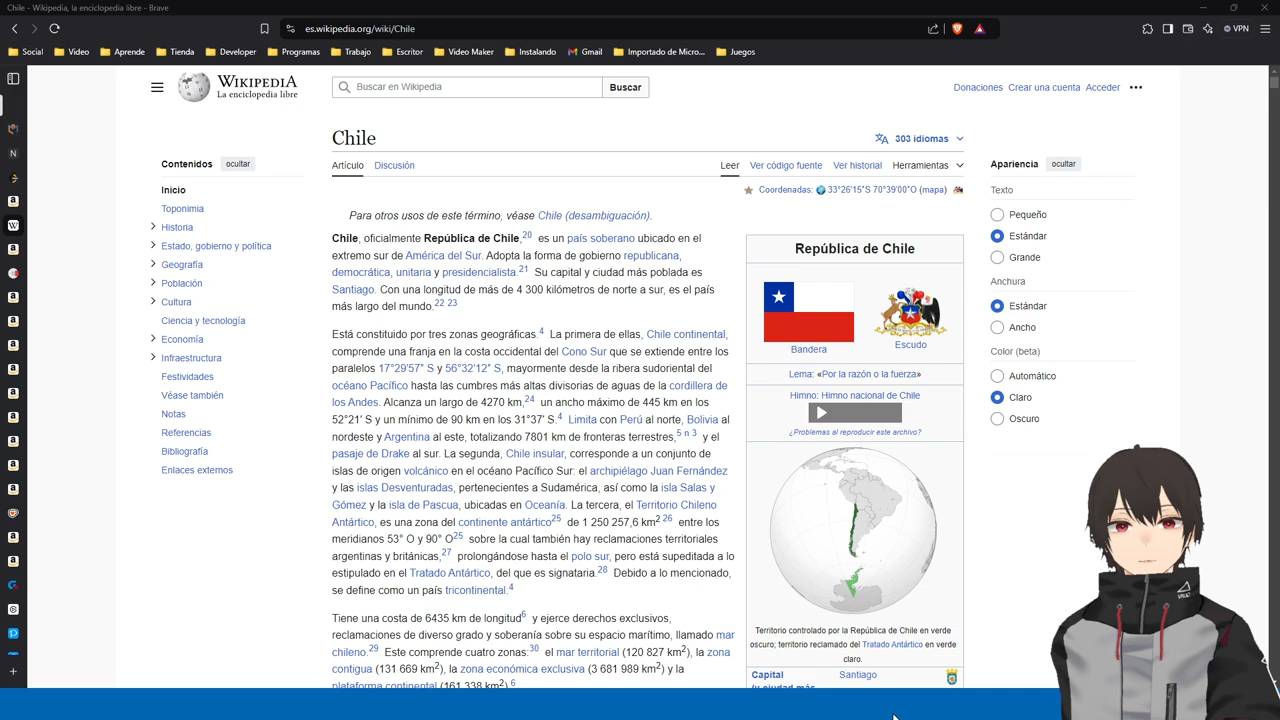 Chile - Wikipedia, la enciclopedia libre - Brave
es.wikipedia.org/wiki/Chile
VPN
Social Video Aprende Tienda Developer Programas Trabajo Escritor Video Maker Instalando Gmail Importado de Micro... Juegos
WIKIPEDIA
La enciclopedia libre
Buscar en Wikipedia
Buscar
Donaciones Crear una cuenta Acceder
Chile
303 idiomas
Artículo Discusión
Leer Ver código fuente Ver historial Herramientas
Coordenadas: 33°26′15″S 70°39′00″O (mapa)
Contenidos ocultar
Inicio
Toponimia
Historia
Estado, gobierno y política
Geografía
Población
Cultura
Ciencia y tecnología
Economía
Infraestructura
Festividades
Véase también
Notas
Referencias
Bibliografía
Enlaces externos
Para otros usos de este término, véase Chile (desambiguación).
Chile, oficialmente República de Chile,20 es un país soberano ubicado en el
extremo sur de América del Sur. Adopta la forma de gobierno republicana,
democrática, unitaria y presidencialista.21 Su capital y ciudad más poblada es
Santiago. Con una longitud de más de 4 300 kilómetros de norte a sur, es el país
más largo del mundo.22 23
Está constituido por tres zonas geográficas.4 La primera de ellas, Chile continental,
comprende una franja en la costa occidental del Cono Sur que se extiende entre los
paralelos 17°29′57″ S y 56°32′12″ S, mayormente desde la ribera sudoriental del
océano Pacífico hasta las cumbres más altas divisorias de aguas de la cordillera de
los Andes. Alcanza un largo de 4270 km,24 un ancho máximo de 445 km en los
52°21′ S y un mínimo de 90 km en los 31°37′ S.4 Limita con Perú al norte, Bolivia al
nordeste y Argentina al este, totalizando 7801 km de fronteras terrestres,5 n 3 y el
pasaje de Drake al sur. La segunda, Chile insular, corresponde a un conjunto de
islas de origen volcánico en el océano Pacífico Sur: el archipiélago Juan Fernández
y las islas Desventuradas, pertenecientes a Sudamérica, así como la isla Salas y
Gómez y la isla de Pascua, ubicadas en Oceanía. La tercera, el Territorio Chileno
Antártico, es una zona del continente antártico25 de 1 250 257,6 km2 26 entre los
meridianos 53° O y 90° O25 sobre la cual también hay reclamaciones territoriales
argentinas y británicas,27 prolongándose hasta el polo sur, pero está supeditada a lo
estipulado en el Tratado Antártico, del que es signataria.28 Debido a lo mencionado,
se define como un país tricontinental.4
Tiene una costa de 6435 km de longitud6 y ejerce derechos exclusivos,
reclamaciones de diverso grado y soberanía sobre su espacio marítimo, llamado mar
chileno.29 Este comprende cuatro zonas:30 el mar territorial (120 827 km2), la zona
contigua (131 669 km2), la zona económica exclusiva (3 681 989 km2) y la
plataforma continental (161 338 km2).6
República de Chile
Bandera
Escudo
Lema: «Por la razón o la fuerza»
Himno: Himno nacional de Chile
¿Problemas al reproducir este archivo?
Territorio controlado por la República de Chile en verde
oscuro; territorio reclamado del Tratado Antártico en verde
claro.
Capital Santiago
(y ciudad más
Apariencia ocultar
Texto
Pequeño
Estándar
Grande
Anchura
Estándar
Ancho
Color (beta)
Automático
Claro
Oscuro